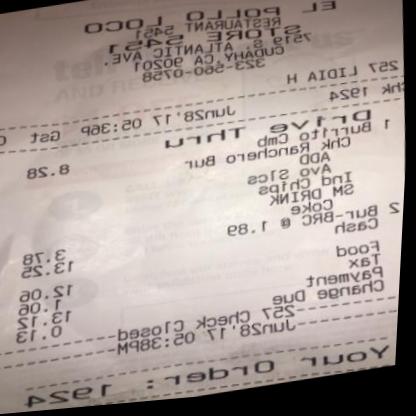 EL POLLO LOCO
RESTAURANT 5451
STORE 5451
7519 S. ATLANTIC AVE.
CUDAHY, CA 90201
323-560-0758
257 LIDIA H
Chk 1924 Jun28'17 05:36P Gst 0
Drive Thru
1 Burrito Cmb 8.28
Chk Ranchero Bur
ADD
Avo Slcs
Ind Chips
SM DRINK
Coke
2 Bur-BRC @ 1.89 3.78
Cash 13.25
Food 12.06
Tax 1.06
Payment 13.12
Change Due 0.13
257 Check Closed
Jun28'17 05:38PM
Your Order: 1924